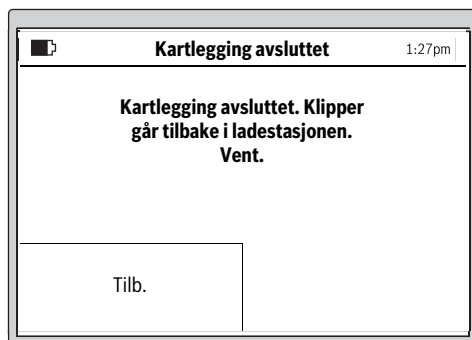 Kartlegging avsluttet 1:27pm
Kartlegging avsluttet. Klipper
går tilbake i ladestasjonen.
Vent.
Tilb.